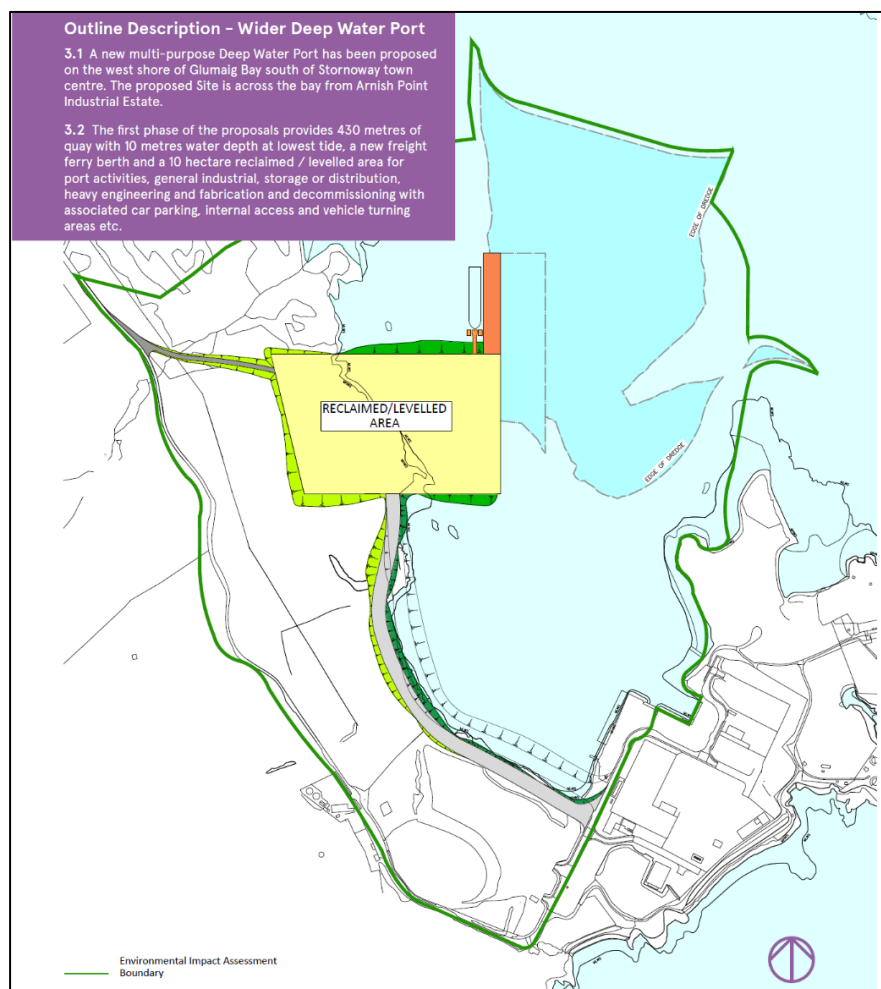 Outline Description - Wider Deep Water Port
3.1 A new multi-purpose Deep Water Port has been proposed
on the west shore of Glumaig Bay south of Stornoway town
centre. The proposed Site is across the bay from Arnish Point
Industrial Estate.
3.2 The first phase of the proposals provides 430 metres of
quay with 10 metres water depth at lowest tide, a new freight
ferry berth and a 10 hectare reclaimed / levelled area for
port activities, general industrial, storage or distribution,
heavy engineering and fabrication and decommissioning with
associated car parking, internal access and vehicle turning
areas etc.
EDGE OF DREDGE
RECLAIMED/LEVELLED
AREA
EDGE OF DREDGE
Environmental Impact Assessment
Boundary